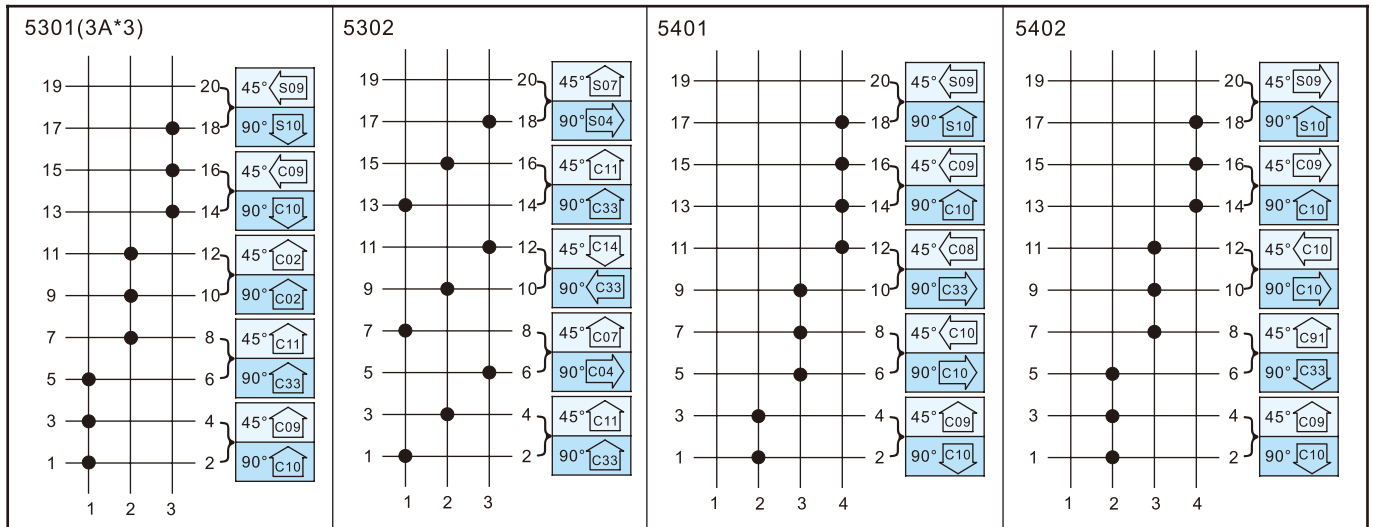 5301(3A*3)
19 20 45° S09
17 18 90° S10
15 16 45° C09
13 14 90° C10
11 12 45° C02
9 10 90° C02
7 8 45° C11
5 6 90° C33
3 4 45° C09
1 2 90° C10
1 2 3
5302
19 20 45° S07
17 18 90° S04
15 16 45° C11
13 14 90° C33
11 12 45° C14
9 10 90° C33
7 8 45° C07
5 6 90° C04
3 4 45° C11
1 2 90° C33
1 2 3
5401
19 20 45° S09
17 18 90° S10
15 16 45° C09
13 14 90° C10
11 12 45° C08
9 10 90° C33
7 8 45° C10
5 6 90° C10
3 4 45° C09
1 2 90° C10
1 2 3 4
5402
19 20 45° S09
17 18 90° S10
15 16 45° C09
13 14 90° C10
11 12 45° C10
9 10 90° C10
7 8 45° C91
5 6 90° C33
3 4 45° C09
1 2 90° C10
1 2 3 4